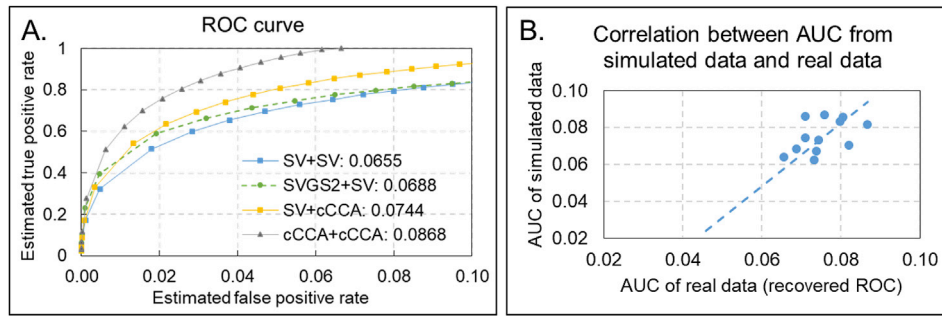 A.
ROC curve
Estimated true positive rate
1
0.8
0.6
0.4
0.2
0
0.00
0.02
0.04
0.06
0.08
0.10
Estimated false positive rate
SV+SV: 0.0655
SVGS2+SV: 0.0688
SV+cCCA: 0.0744
cCCA+cCCA: 0.0868
B.
Correlation between AUC from
simulated data and real data
AUC of simulated data
0.10
0.08
0.06
0.04
0.02
0.02
0.04
0.06
0.08
0.10
AUC of real data (recovered ROC)